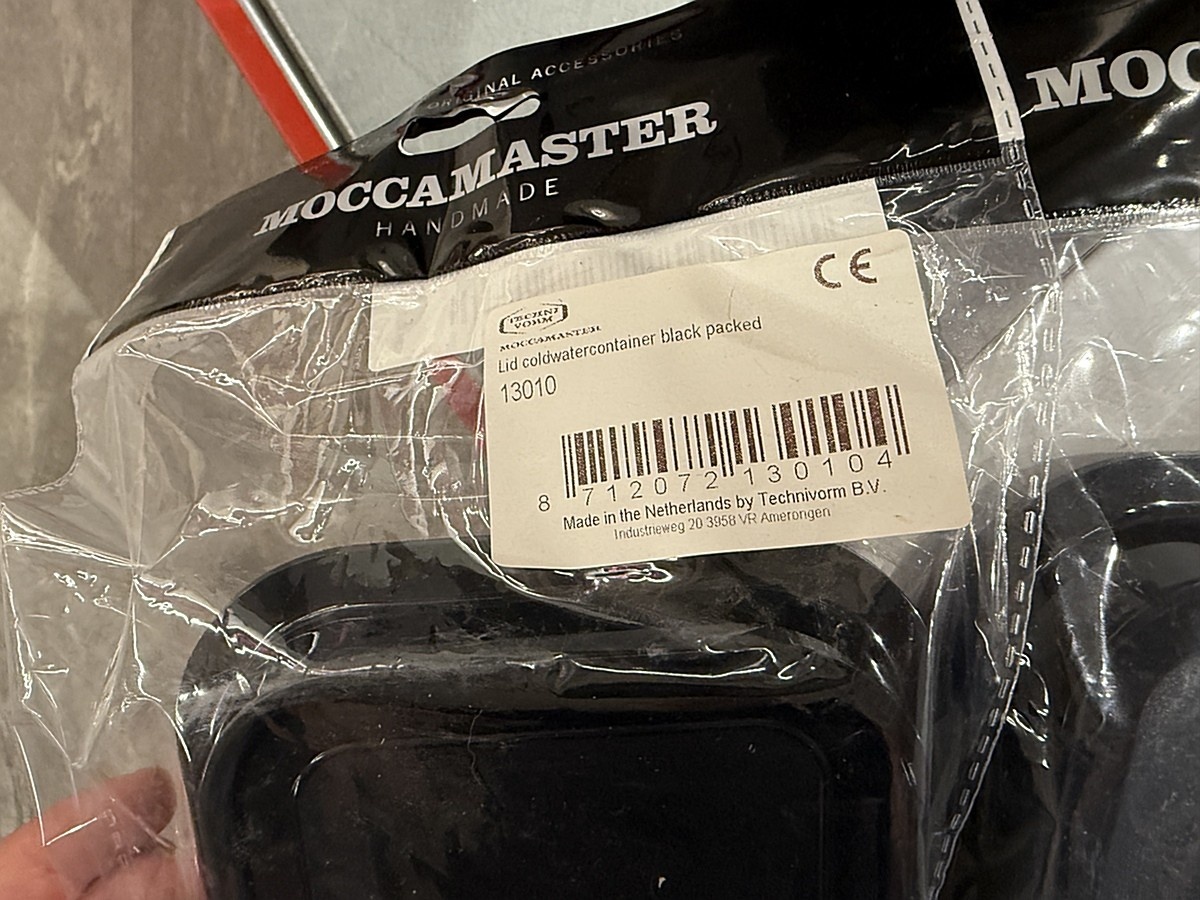 ORIGINAL ACCESSORIES
MOCCAMASTER
HANDMADE
MOC
CE
TECHNI
VORM
MOCCAMASTER
Lid coldwatercontainer black packed
13010
8 712072 130104
Made in the Netherlands by Technivorm B.V.
Industrieweg 20 3958 VR Amerongen